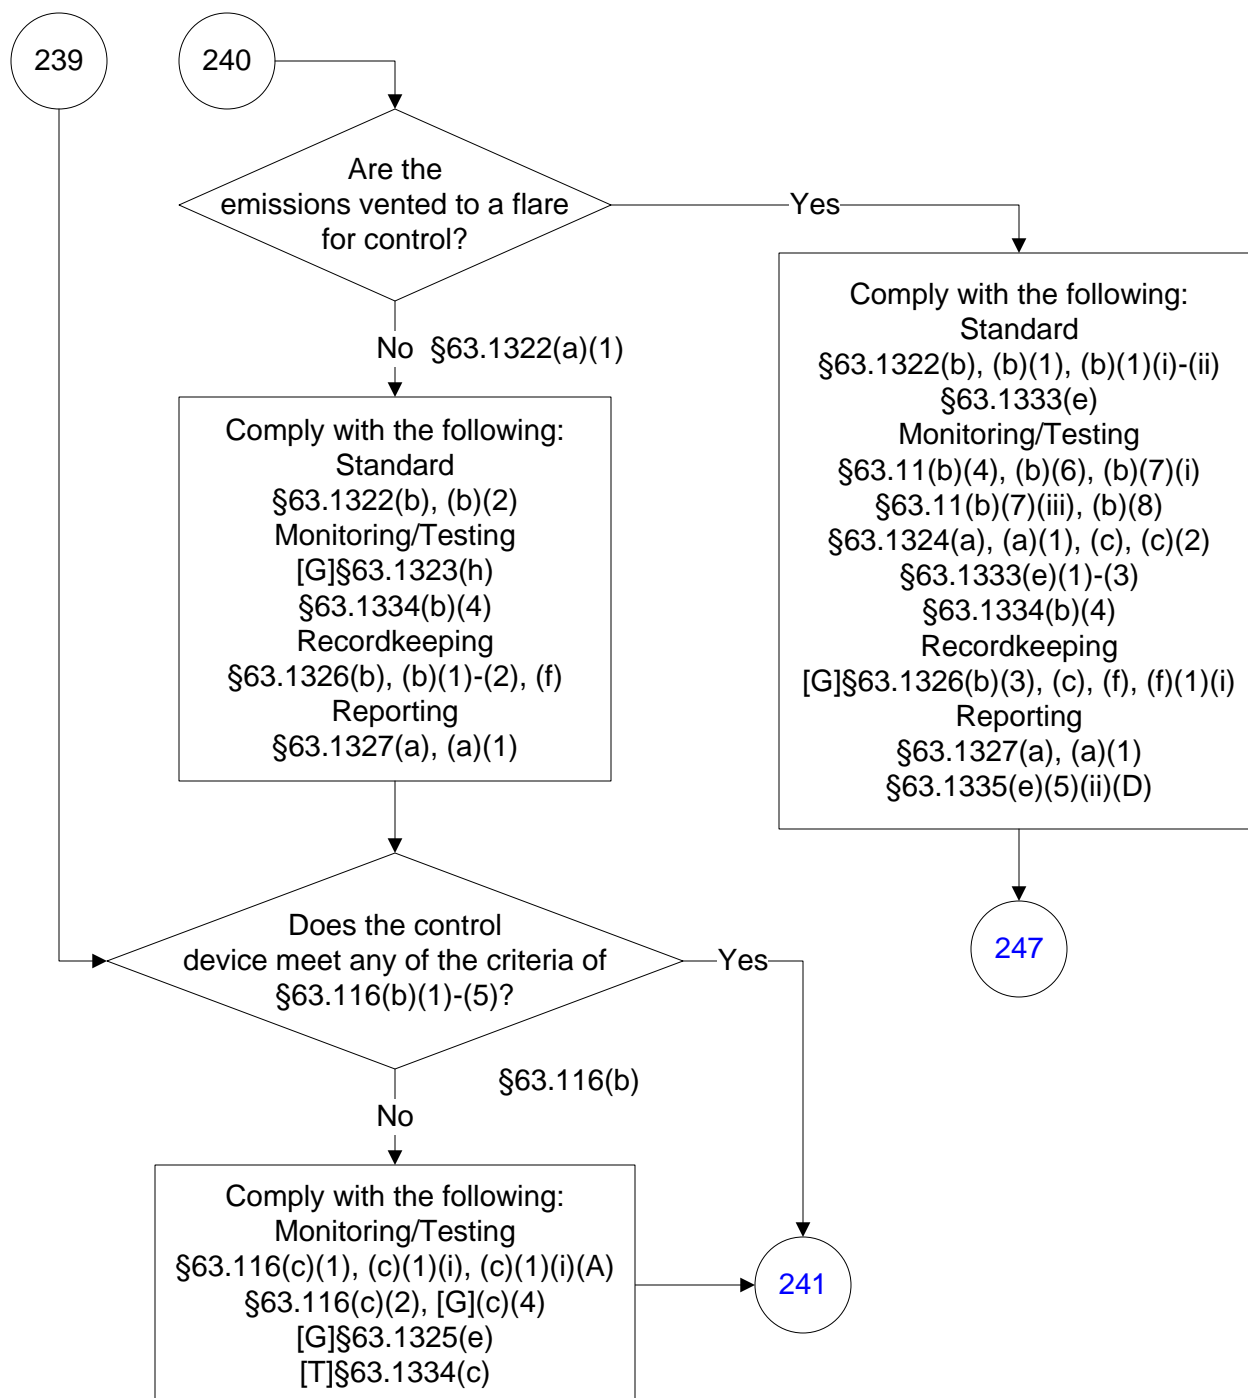 239
240
Are the
emissions vented to a flare
for control?
Yes
No §63.1322(a)(1)
Comply with the following:
Standard
§63.1322(b), (b)(2)
Monitoring/Testing
[G]§63.1323(h)
§63.1334(b)(4)
Recordkeeping
§63.1326(b), (b)(1)-(2), (f)
Reporting
§63.1327(a), (a)(1)
Comply with the following:
Standard
§63.1322(b), (b)(1), (b)(1)(i)-(ii)
§63.1333(e)
Monitoring/Testing
§63.11(b)(4), (b)(6), (b)(7)(i)
§63.11(b)(7)(iii), (b)(8)
§63.1324(a), (a)(1), (c), (c)(2)
§63.1333(e)(1)-(3)
§63.1334(b)(4)
Recordkeeping
[G]§63.1326(b)(3), (c), (f), (f)(1)(i)
Reporting
§63.1327(a), (a)(1)
§63.1335(e)(5)(ii)(D)
247
Does the control
device meet any of the criteria of
§63.116(b)(1)-(5)?
Yes
§63.116(b)
No
Comply with the following:
Monitoring/Testing
§63.116(c)(1), (c)(1)(i), (c)(1)(i)(A)
§63.116(c)(2), [G](c)(4)
[G]§63.1325(e)
[T]§63.1334(c)
241